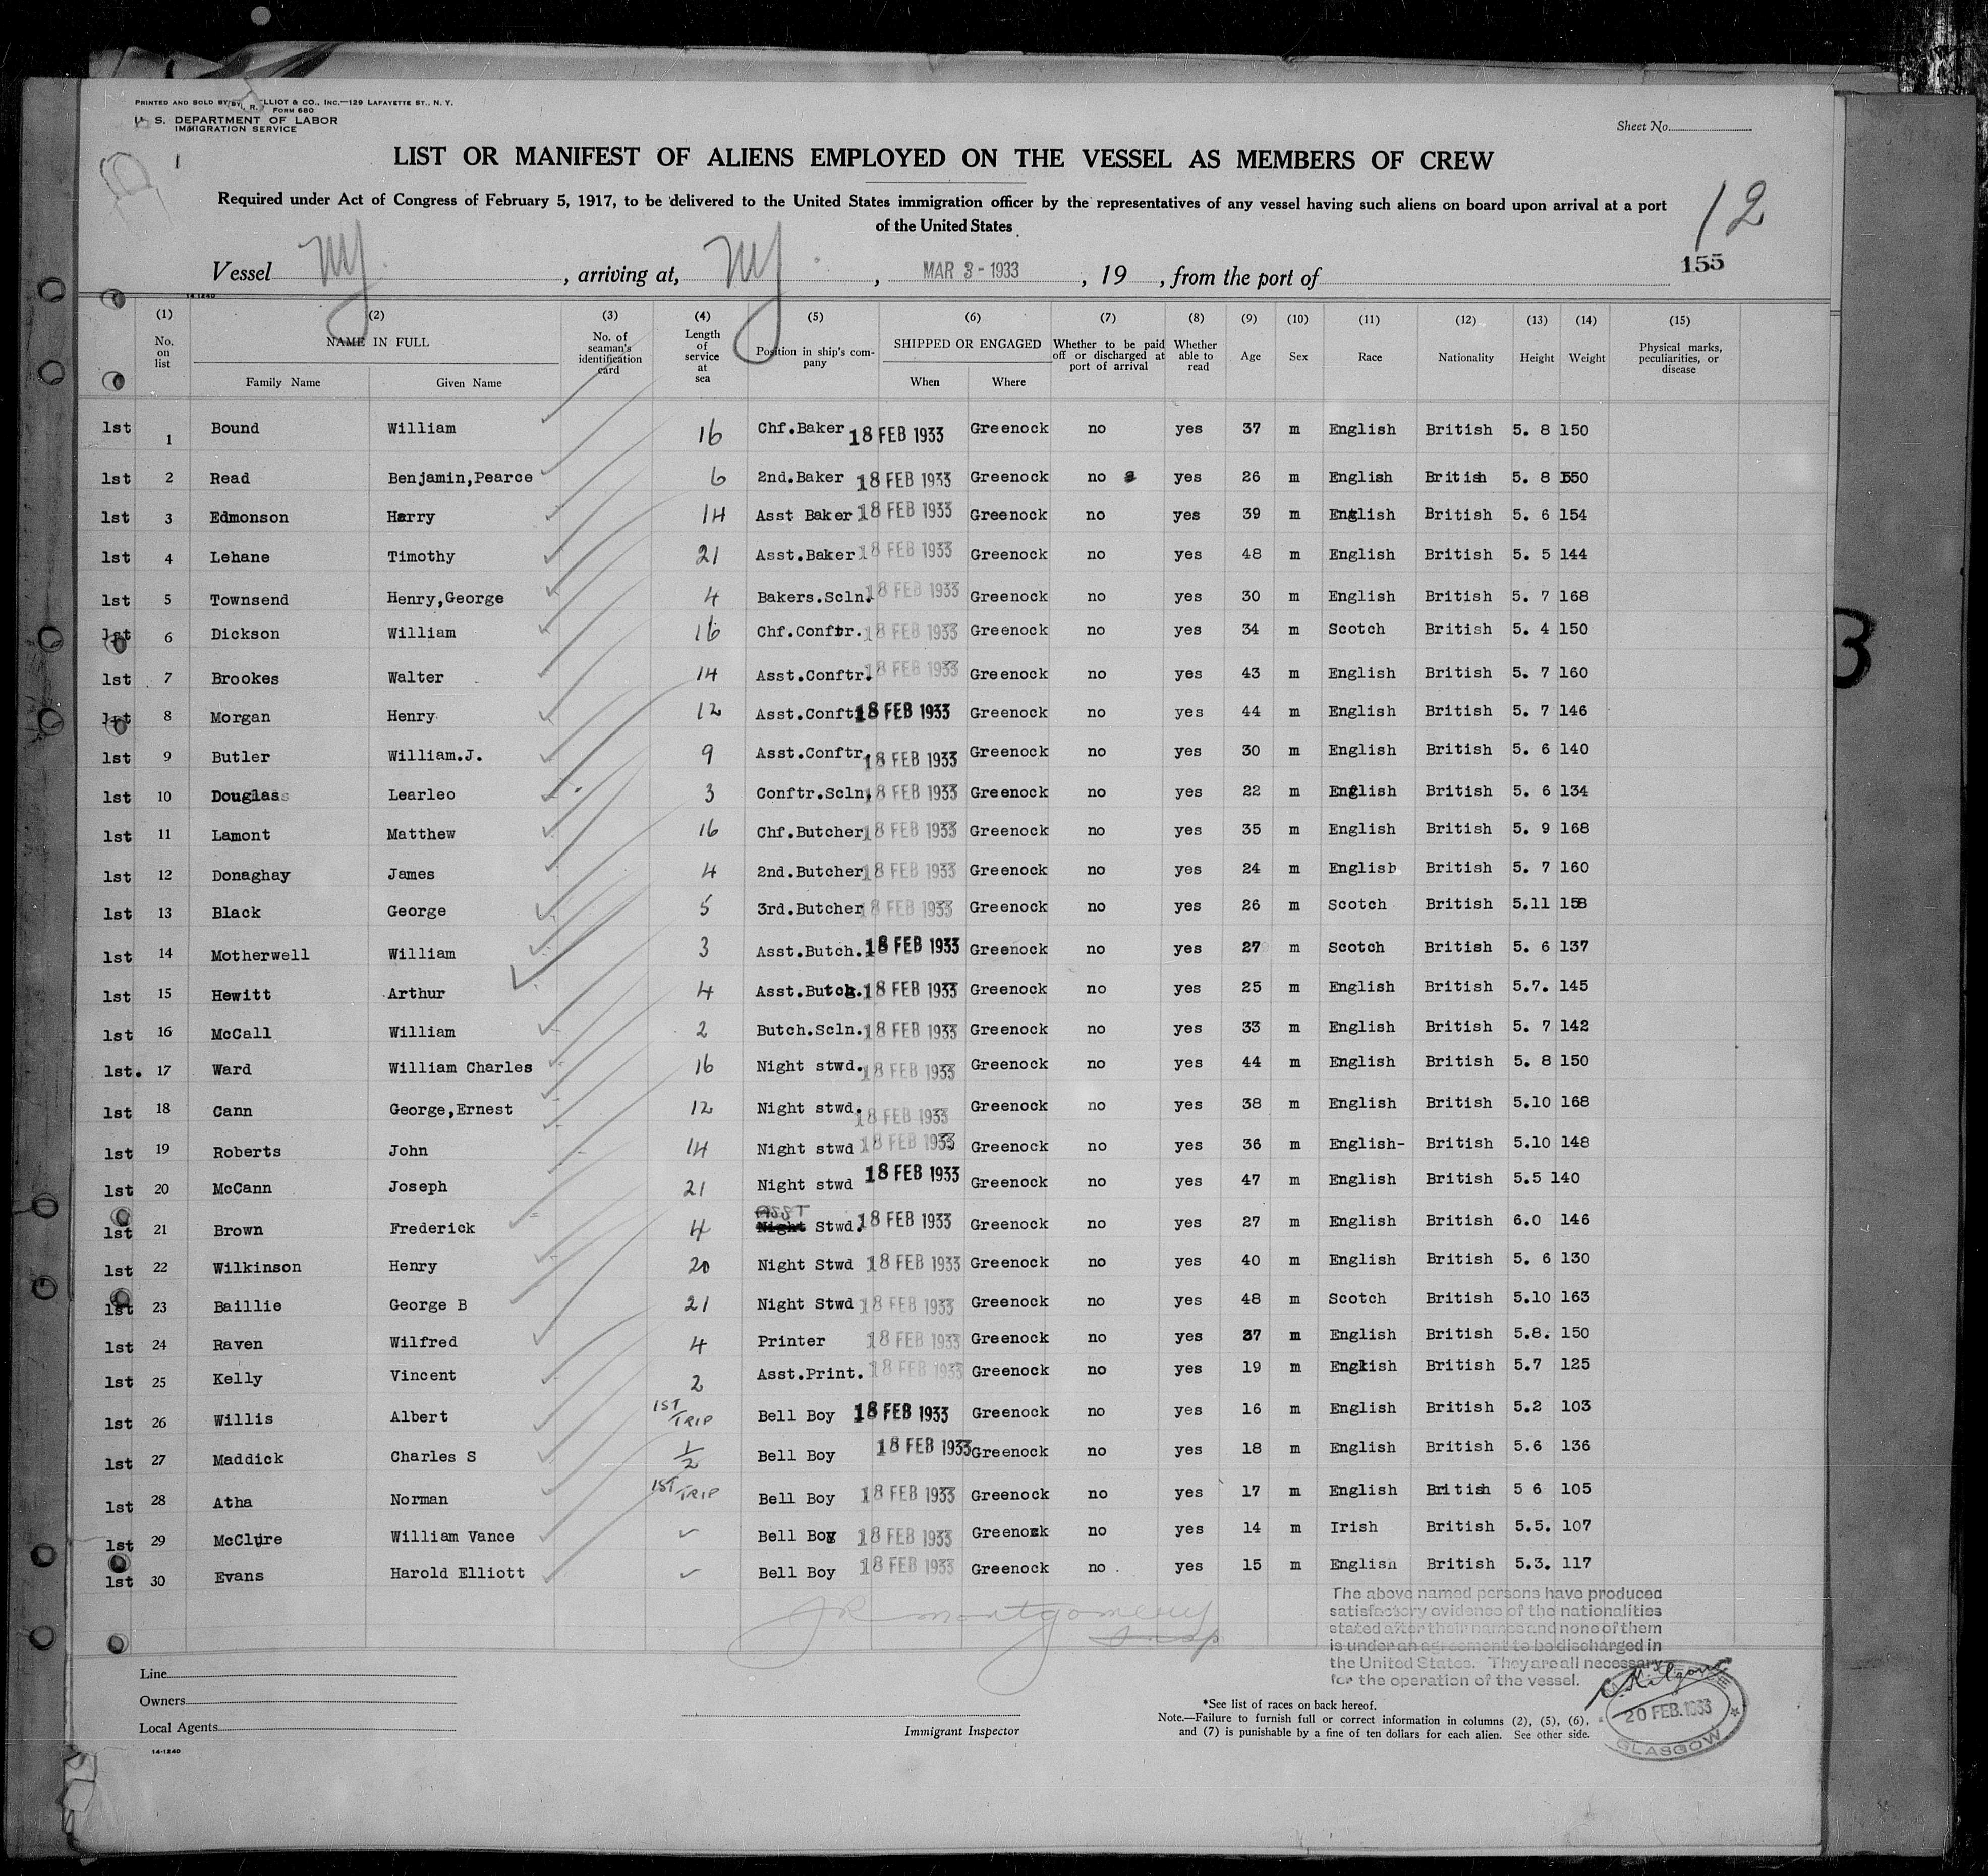 PRINTED AND SOLD BY R. ELLIOT & CO., INC.—129 LAFAYETTE ST., N. Y.
FORM 680
U. S. DEPARTMENT OF LABOR
IMMIGRATION SERVICE
Sheet No.
1
LIST OR MANIFEST OF ALIENS EMPLOYED ON THE VESSEL AS MEMBERS OF CREW
Required under Act of Congress of February 5, 1917, to be delivered to the United States immigration officer by the representatives of any vessel having such aliens on board upon arrival at a port
of the United States
12
155
Vessel NY, arriving at, NY, MAR 3 - 1933, 19 , from the port of
14-1240
(1) (2) (3) (4) (5) (6) (7) (8) (9) (10) (11) (12) (13) (14) (15)
No. on list NAME IN FULL Family Name Given Name No. of seaman's identification card Length of service at sea Position in ship's company SHIPPED OR ENGAGED When Where Whether to be paid off or discharged at port of arrival Whether able to read Age Sex Race Nationality Height Weight Physical marks, peculiarities, or disease
1st 1 Bound William 16 Chf.Baker 18 FEB 1933 Greenock no yes 37 m English British 5. 8 150
1st 2 Read Benjamin,Pearce 6 2nd.Baker 18 FEB 1933 Greenock no yes 26 m English British 5. 8 150
1st 3 Edmonson Harry 14 Asst Baker 18 FEB 1933 Greenock no yes 39 m English British 5. 6 154
1st 4 Lehane Timothy 21 Asst.Baker 18 FEB 1933 Greenock no yes 48 m English British 5. 5 144
1st 5 Townsend Henry,George 4 Bakers.Scln. 18 FEB 1933 Greenock no yes 30 m English British 5. 7 168
1st 6 Dickson William 16 Chf.Conftr. 18 FEB 1933 Greenock no yes 34 m Scotch British 5. 4 150
1st 7 Brookes Walter 14 Asst.Conftr. 18 FEB 1933 Greenock no yes 43 m English British 5. 7 160
1st 8 Morgan Henry 12 Asst.Conft 18 FEB 1933 Greenock no yes 44 m English British 5. 7 146
1st 9 Butler William.J. 9 Asst.Conftr. 18 FEB 1933 Greenock no yes 30 m English British 5. 6 140
1st 10 Douglass Learleo 3 Conftr.Scln. 18 FEB 1933 Greenock no yes 22 m English British 5. 6 134
1st 11 Lamont Matthew 16 Chf.Butcher 18 FEB 1933 Greenock no yes 35 m English British 5. 9 168
1st 12 Donaghay James 4 2nd.Butcher 18 FEB 1933 Greenock no yes 24 m English British 5. 7 160
1st 13 Black George 5 3rd.Butcher 18 FEB 1933 Greenock no yes 26 m Scotch British 5.11 158
1st 14 Motherwell William 3 Asst.Butch. 18 FEB 1933 Greenock no yes 27 m Scotch British 5. 6 137
1st 15 Hewitt Arthur 4 Asst.Butch. 18 FEB 1933 Greenock no yes 25 m English British 5.7. 145
1st 16 McCall William 2 Butch.Scln. 18 FEB 1933 Greenock no yes 33 m English British 5. 7 142
1st. 17 Ward William Charles 16 Night stwd. 18 FEB 1933 Greenock no yes 44 m English British 5. 8 150
1st 18 Cann George,Ernest 12 Night stwd. 18 FEB 1933 Greenock no yes 38 m English British 5.10 168
1st 19 Roberts John 14 Night stwd 18 FEB 1933 Greenock no yes 36 m English- British 5.10 148
1st 20 McCann Joseph 21 Night stwd 18 FEB 1933 Greenock no yes 47 m English British 5.5 140
1st 21 Brown Frederick 4 ASST Night Stwd. 18 FEB 1933 Greenock no yes 27 m English British 6.0 146
1st 22 Wilkinson Henry 20 Night Stwd 18 FEB 1933 Greenock no yes 40 m English British 5. 6 130
1st 23 Baillie George B 21 Night Stwd 18 FEB 1933 Greenock no yes 48 m Scotch British 5.10 163
1st 24 Raven Wilfred 4 Printer 18 FEB 1933 Greenock no yes 37 m English British 5.8. 150
1st 25 Kelly Vincent 2 Asst.Print. 18 FEB 1933 Greenock no yes 19 m English British 5.7 125
1st 26 Willis Albert 1ST TRIP Bell Boy 18 FEB 1933 Greenock no yes 16 m English British 5.2 103
1st 27 Maddick Charles S 1/2 Bell Boy 18 FEB 1933 Greenock no yes 18 m English British 5.6 136
1st 28 Atha Norman 1ST TRIP Bell Boy 18 FEB 1933 Greenock no yes 17 m English British 5 6 105
1st 29 McClure William Vance ✓ Bell Boy 18 FEB 1933 Greenock no yes 14 m Irish British 5.5. 107
1st 30 Evans Harold Elliott ✓ Bell Boy 18 FEB 1933 Greenock no . yes 15 m English British 5.3. 117
The above named persons have produced
satisfactory evidence of the nationalities
stated after their names and none of them
is under an agreement to be discharged in
the United States. They are all necessary
for the operation of the vessel.
JR Montgomery
Insp
Line
Owners
Local Agents
14-1240
Immigrant Inspector
*See list of races on back hereof.
Note.—Failure to furnish full or correct information in columns (2), (5), (6),
and (7) is punishable by a fine of ten dollars for each alien. See other side.
20 FEB. 1933
GLASGOW
3